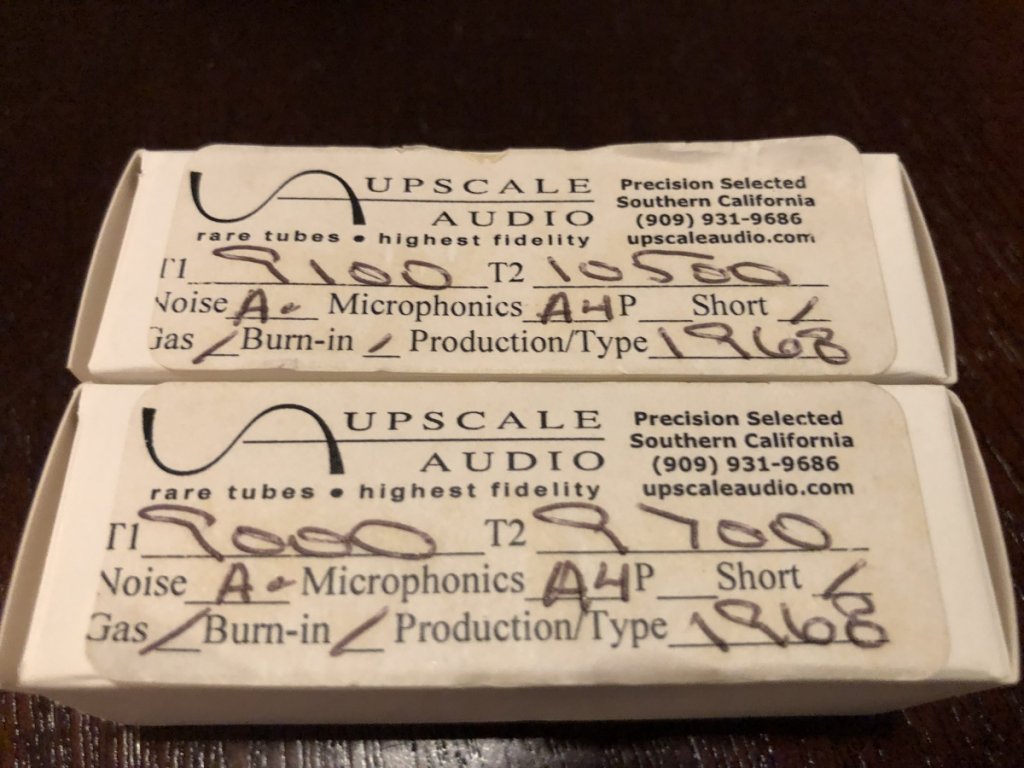 UPSCALE
AUDIO
rare tubes • highest fidelity
Precision Selected
Southern California
(909) 931-9686
upscaleaudio.com
T1 9100 T2 10500
Noise A- Microphonics A4 P Short /
Gas / Burn-in / Production/Type 1968
UPSCALE
AUDIO
rare tubes • highest fidelity
Precision Selected
Southern California
(909) 931-9686
upscaleaudio.com
T1 9000 T2 9700
Noise A- Microphonics A4 P Short /
Gas / Burn-in / Production/Type 1968